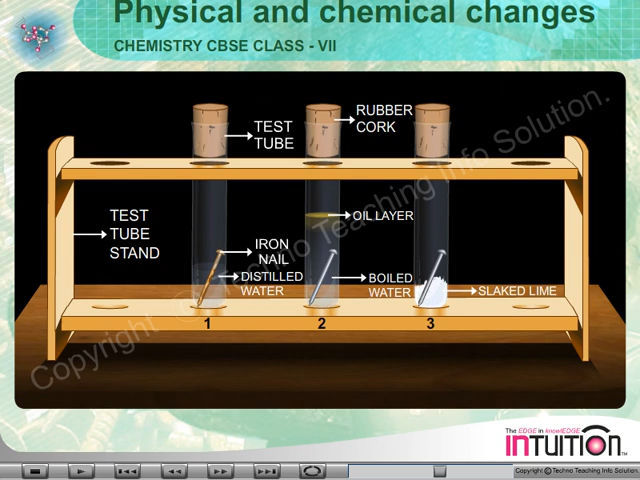 Physical and chemical changes
CHEMISTRY CBSE CLASS - VII
RUBBER
CORK
TEST
TUBE
OIL LAYER
TEST
TUBE
STAND
IRON
NAIL
DISTILLED
WATER
BOILED
WATER
SLAKED LIME
1
2
3
Copyright © Techno Teaching Info Solution.
The EDGE in knowlEDGE
INTUITION™
Copyright © Techno Teaching Info Solution